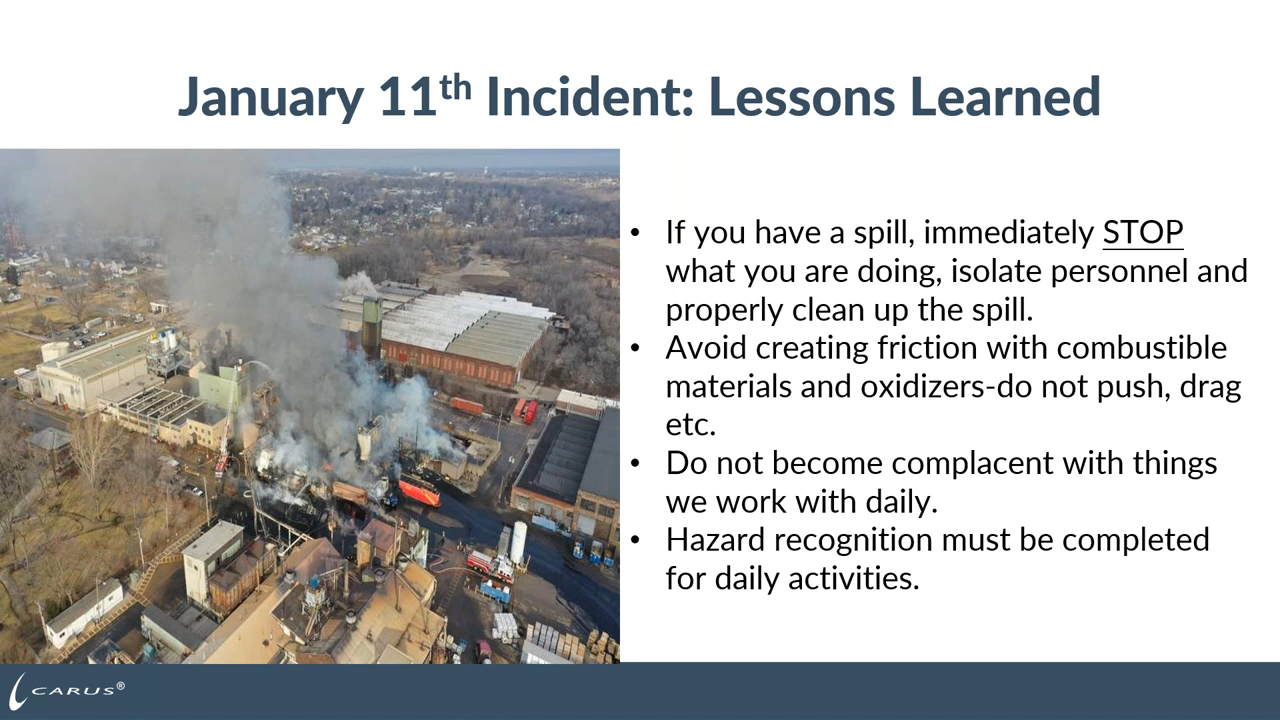 January 11th Incident: Lessons Learned
• If you have a spill, immediately STOP
what you are doing, isolate personnel and
properly clean up the spill.
• Avoid creating friction with combustible
materials and oxidizers-do not push, drag
etc.
• Do not become complacent with things
we work with daily.
• Hazard recognition must be completed
for daily activities.
CARUS®